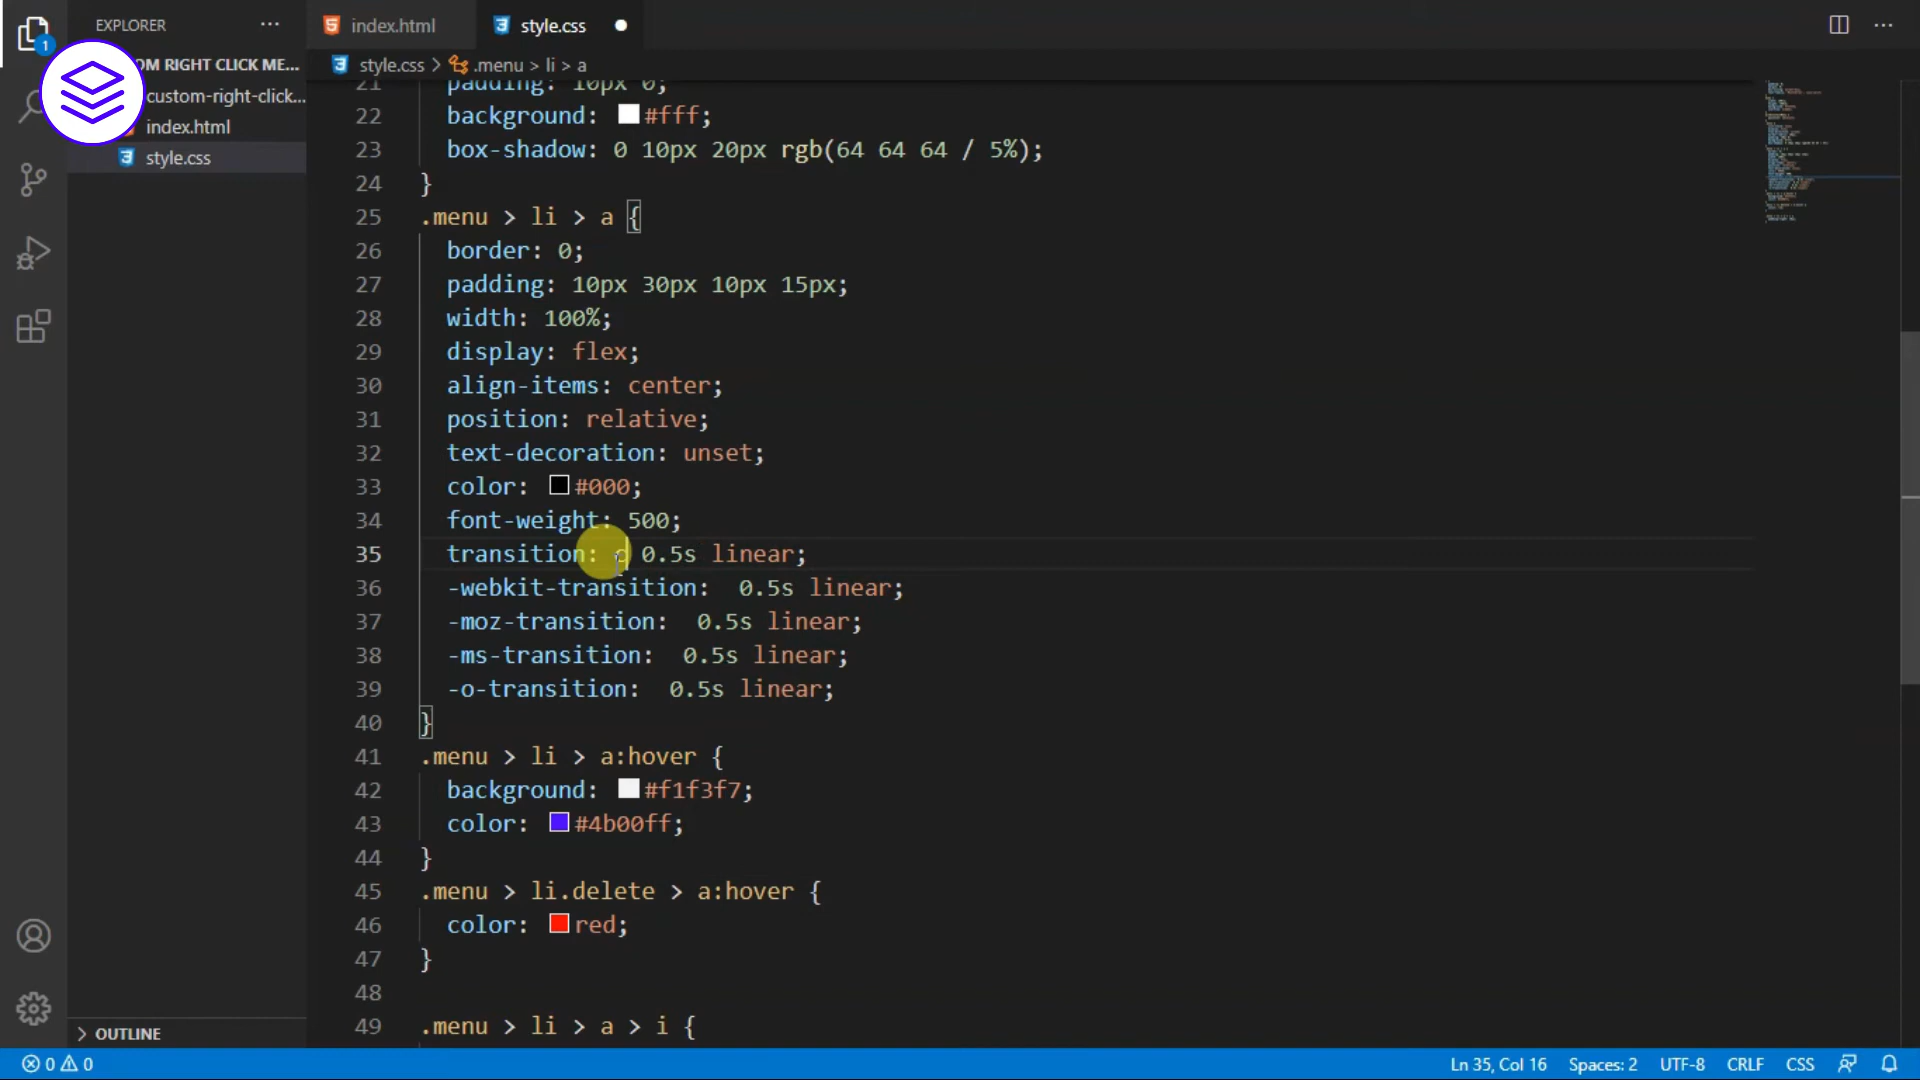 EXPLORER
index.html
style.css
OM RIGHT CLICK ME...
style.css > .menu > li > a
custom-right-click...
index.html
style.css
21 padding: 10px 0;
22 background: #fff;
23 box-shadow: 0 10px 20px rgb(64 64 64 / 5%);
24 }
25 .menu > li > a {
26 border: 0;
27 padding: 10px 30px 10px 15px;
28 width: 100%;
29 display: flex;
30 align-items: center;
31 position: relative;
32 text-decoration: unset;
33 color: #000;
34 font-weight: 500;
35 transition: c 0.5s linear;
36 -webkit-transition:  0.5s linear;
37 -moz-transition:  0.5s linear;
38 -ms-transition:  0.5s linear;
39 -o-transition:  0.5s linear;
40 }
41 .menu > li > a:hover {
42 background: #f1f3f7;
43 color: #4b00ff;
44 }
45 .menu > li.delete > a:hover {
46 color: red;
47 }
48
49 .menu > li > a > i {
OUTLINE
0 0
Ln 35, Col 16
Spaces: 2
UTF-8
CRLF
CSS
1